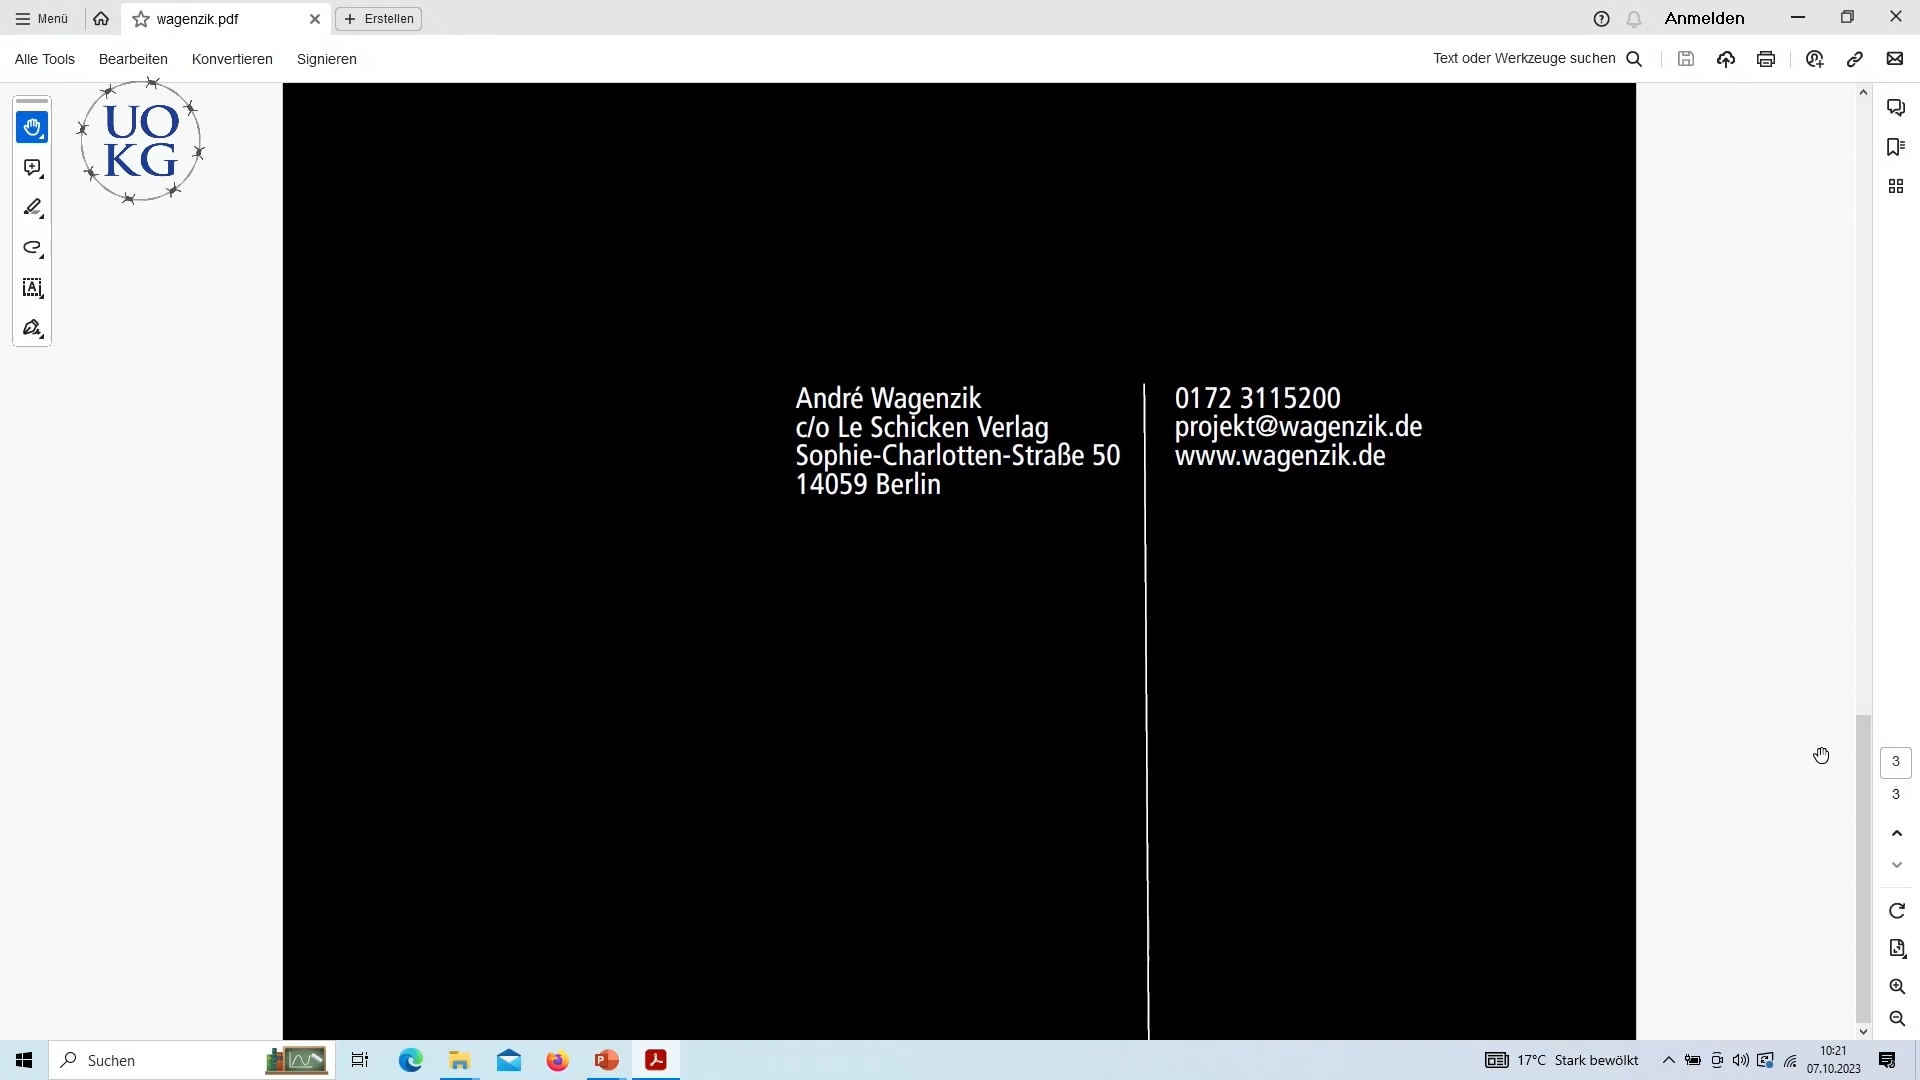 Menü
wagenzik.pdf
Erstellen
Anmelden
Alle Tools
Bearbeiten
Konvertieren
Signieren
Text oder Werkzeuge suchen
UO
KG
André Wagenzik
c/o Le Schicken Verlag
Sophie-Charlotten-Straße 50
14059 Berlin
0172 3115200
projekt@wagenzik.de
www.wagenzik.de
3
3
Suchen
17°C Stark bewölkt
10:21
07.10.2023